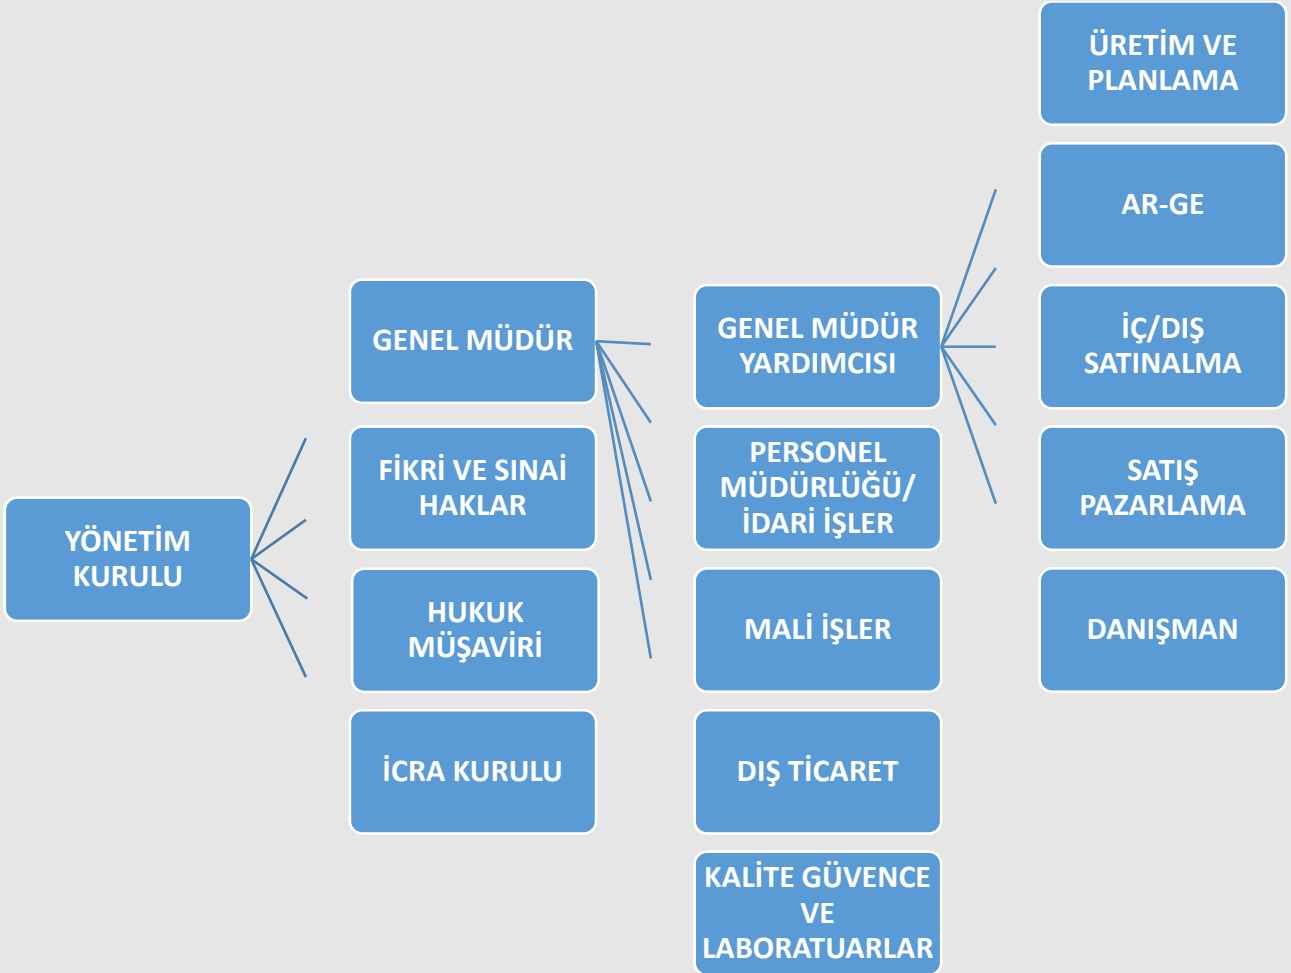 YÖNETİM
KURULU
GENEL MÜDÜR
FİKRİ VE SINAİ
HAKLAR
HUKUK
MÜŞAVİRİ
İCRA KURULU
GENEL MÜDÜR
YARDIMCISI
PERSONEL
MÜDÜRLÜĞÜ/
İDARİ İŞLER
MALİ İŞLER
DIŞ TİCARET
KALİTE GÜVENCE
VE
LABORATUARLAR
ÜRETİM VE
PLANLAMA
AR-GE
İÇ/DIŞ
SATINALMA
SATIŞ
PAZARLAMA
DANIŞMAN